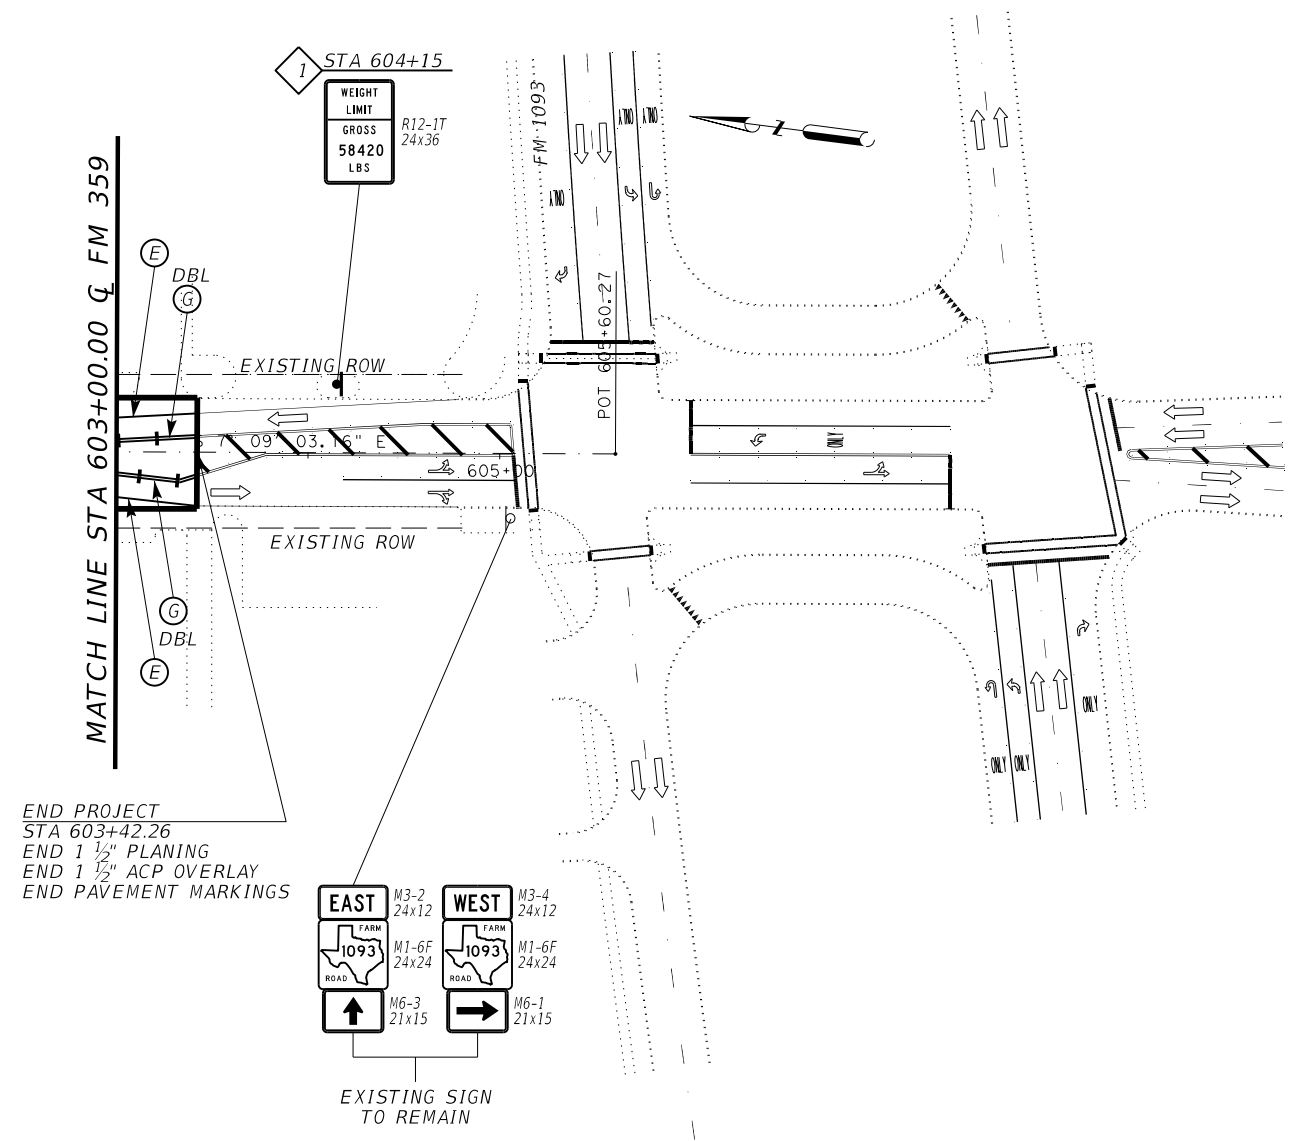 1
STA 604+15
WEIGHT
LIMIT
GROSS
58420
LBS
R12-1T
24x36
FM 1093
ONLY
ONLY
ONLY
MATCH LINE STA 603+00.00 ℄ FM 359
E
DBL
G
EXISTING ROW
POT 605+60.27
7° 09' 03.16" E
605+00
ONLY
EXISTING ROW
G
DBL
E
ONLY
ONLY
ONLY
END PROJECT
STA 603+42.26
END 1 ½" PLANING
END 1 ½" ACP OVERLAY
END PAVEMENT MARKINGS
EAST
M3-2
24x12
FARM
1093
ROAD
M1-6F
24x24
M6-3
21x15
WEST
M3-4
24x12
FARM
1093
ROAD
M1-6F
24x24
M6-1
21x15
EXISTING SIGN
TO REMAIN